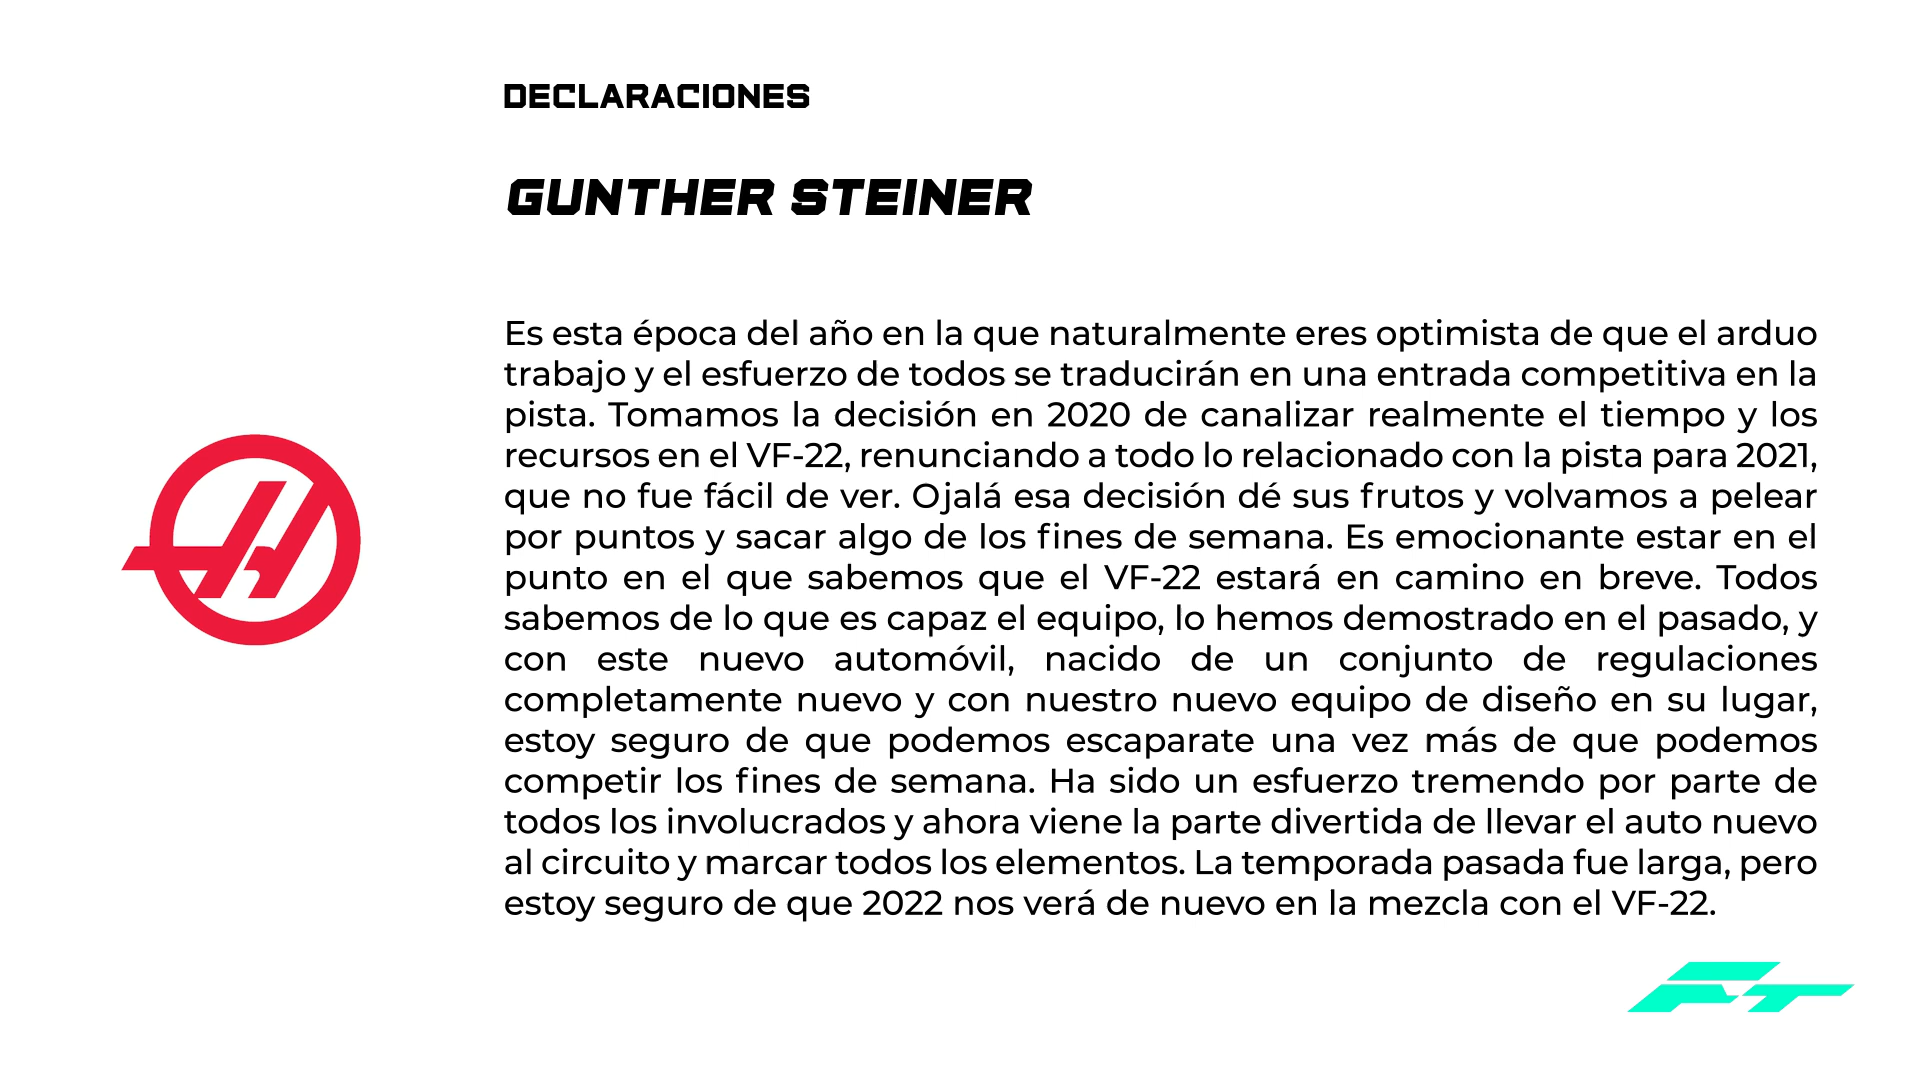 DECLARACIONES
GUNTHER STEINER
Es esta época del año en la que naturalmente eres optimista de que el arduo
trabajo y el esfuerzo de todos se traducirán en una entrada competitiva en la
pista. Tomamos la decisión en 2020 de canalizar realmente el tiempo y los
recursos en el VF-22, renunciando a todo lo relacionado con la pista para 2021,
que no fue fácil de ver. Ojalá esa decisión dé sus frutos y volvamos a pelear
por puntos y sacar algo de los fines de semana. Es emocionante estar en el
punto en el que sabemos que el VF-22 estará en camino en breve. Todos
sabemos de lo que es capaz el equipo, lo hemos demostrado en el pasado, y
con este nuevo automóvil, nacido de un conjunto de regulaciones
completamente nuevo y con nuestro nuevo equipo de diseño en su lugar,
estoy seguro de que podemos escaparate una vez más de que podemos
competir los fines de semana. Ha sido un esfuerzo tremendo por parte de
todos los involucrados y ahora viene la parte divertida de llevar el auto nuevo
al circuito y marcar todos los elementos. La temporada pasada fue larga, pero
estoy seguro de que 2022 nos verá de nuevo en la mezcla con el VF-22.
FT